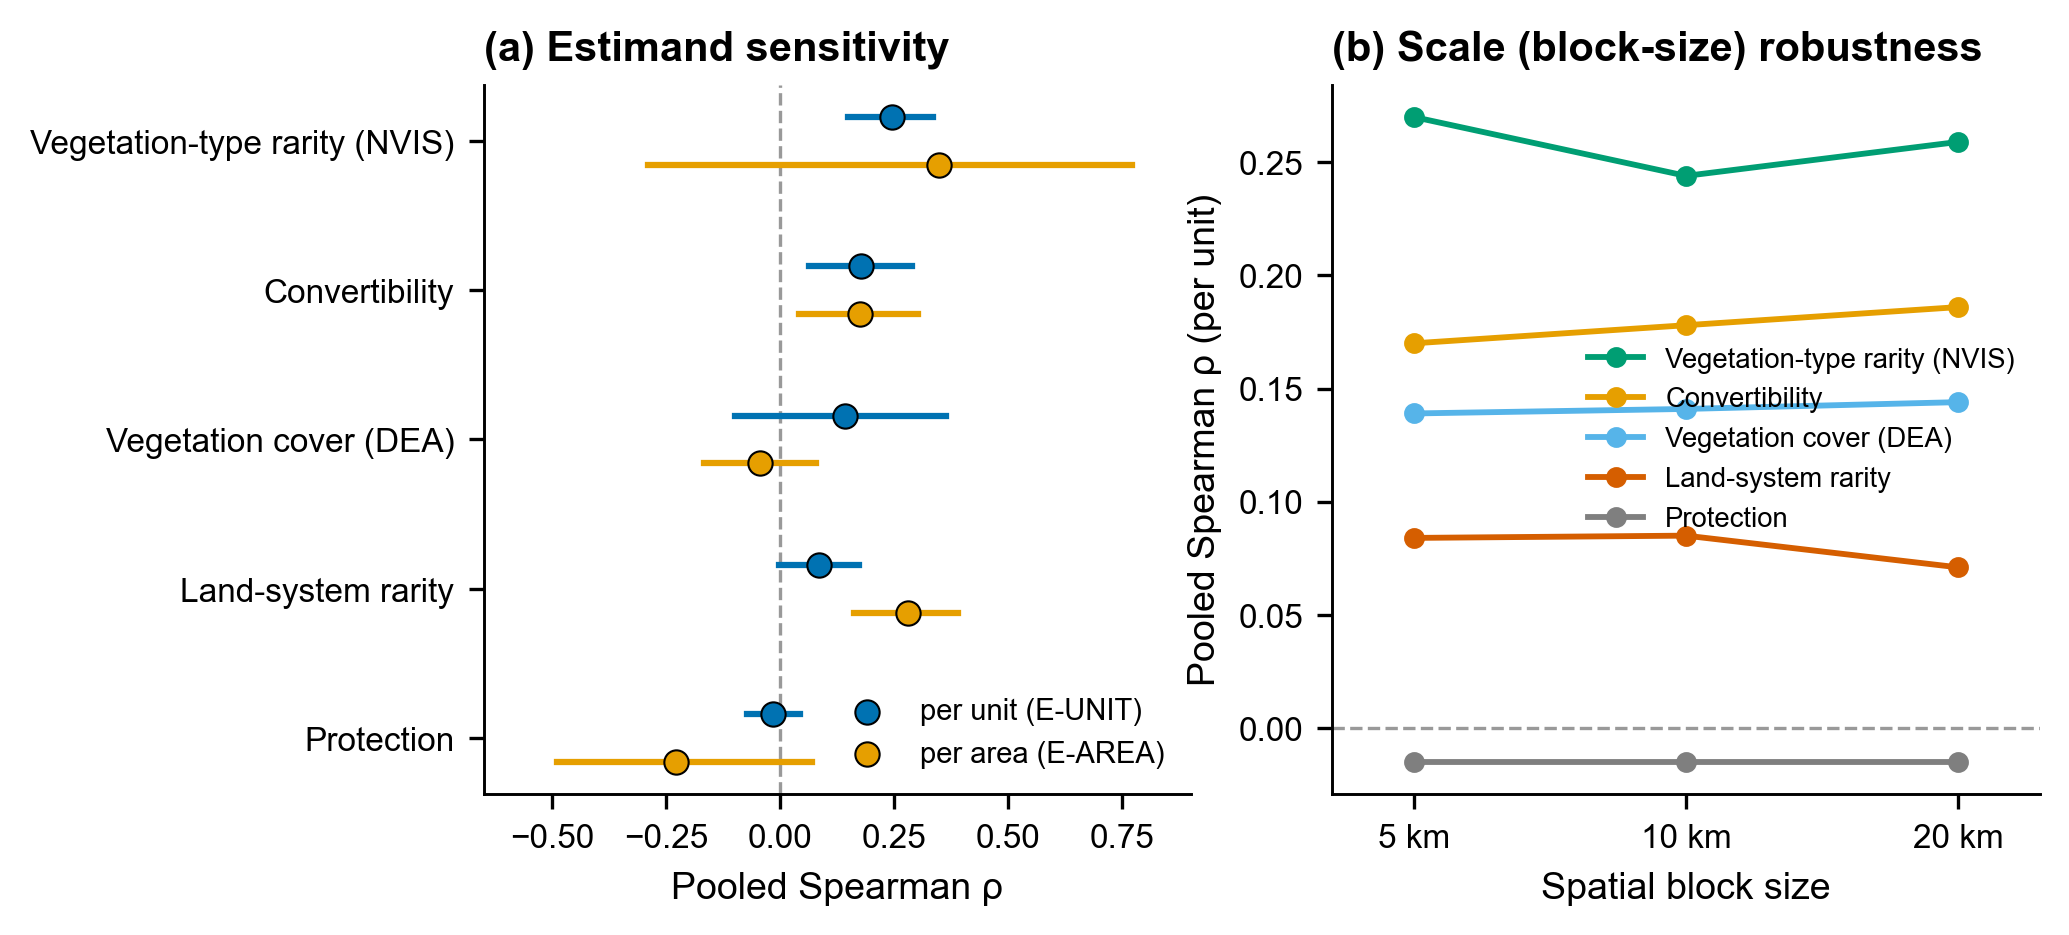 (a) Estimand sensitivity
Vegetation-type rarity (NVIS)
Convertibility
Vegetation cover (DEA)
Land-system rarity
Protection
per unit (E-UNIT)
per area (E-AREA)
−0.50 −0.25 0.00 0.25 0.50 0.75
Pooled Spearman ρ
(b) Scale (block-size) robustness
Pooled Spearman ρ (per unit)
0.25
0.20
0.15
0.10
0.05
0.00
Vegetation-type rarity (NVIS)
Convertibility
Vegetation cover (DEA)
Land-system rarity
Protection
5 km 10 km 20 km
Spatial block size